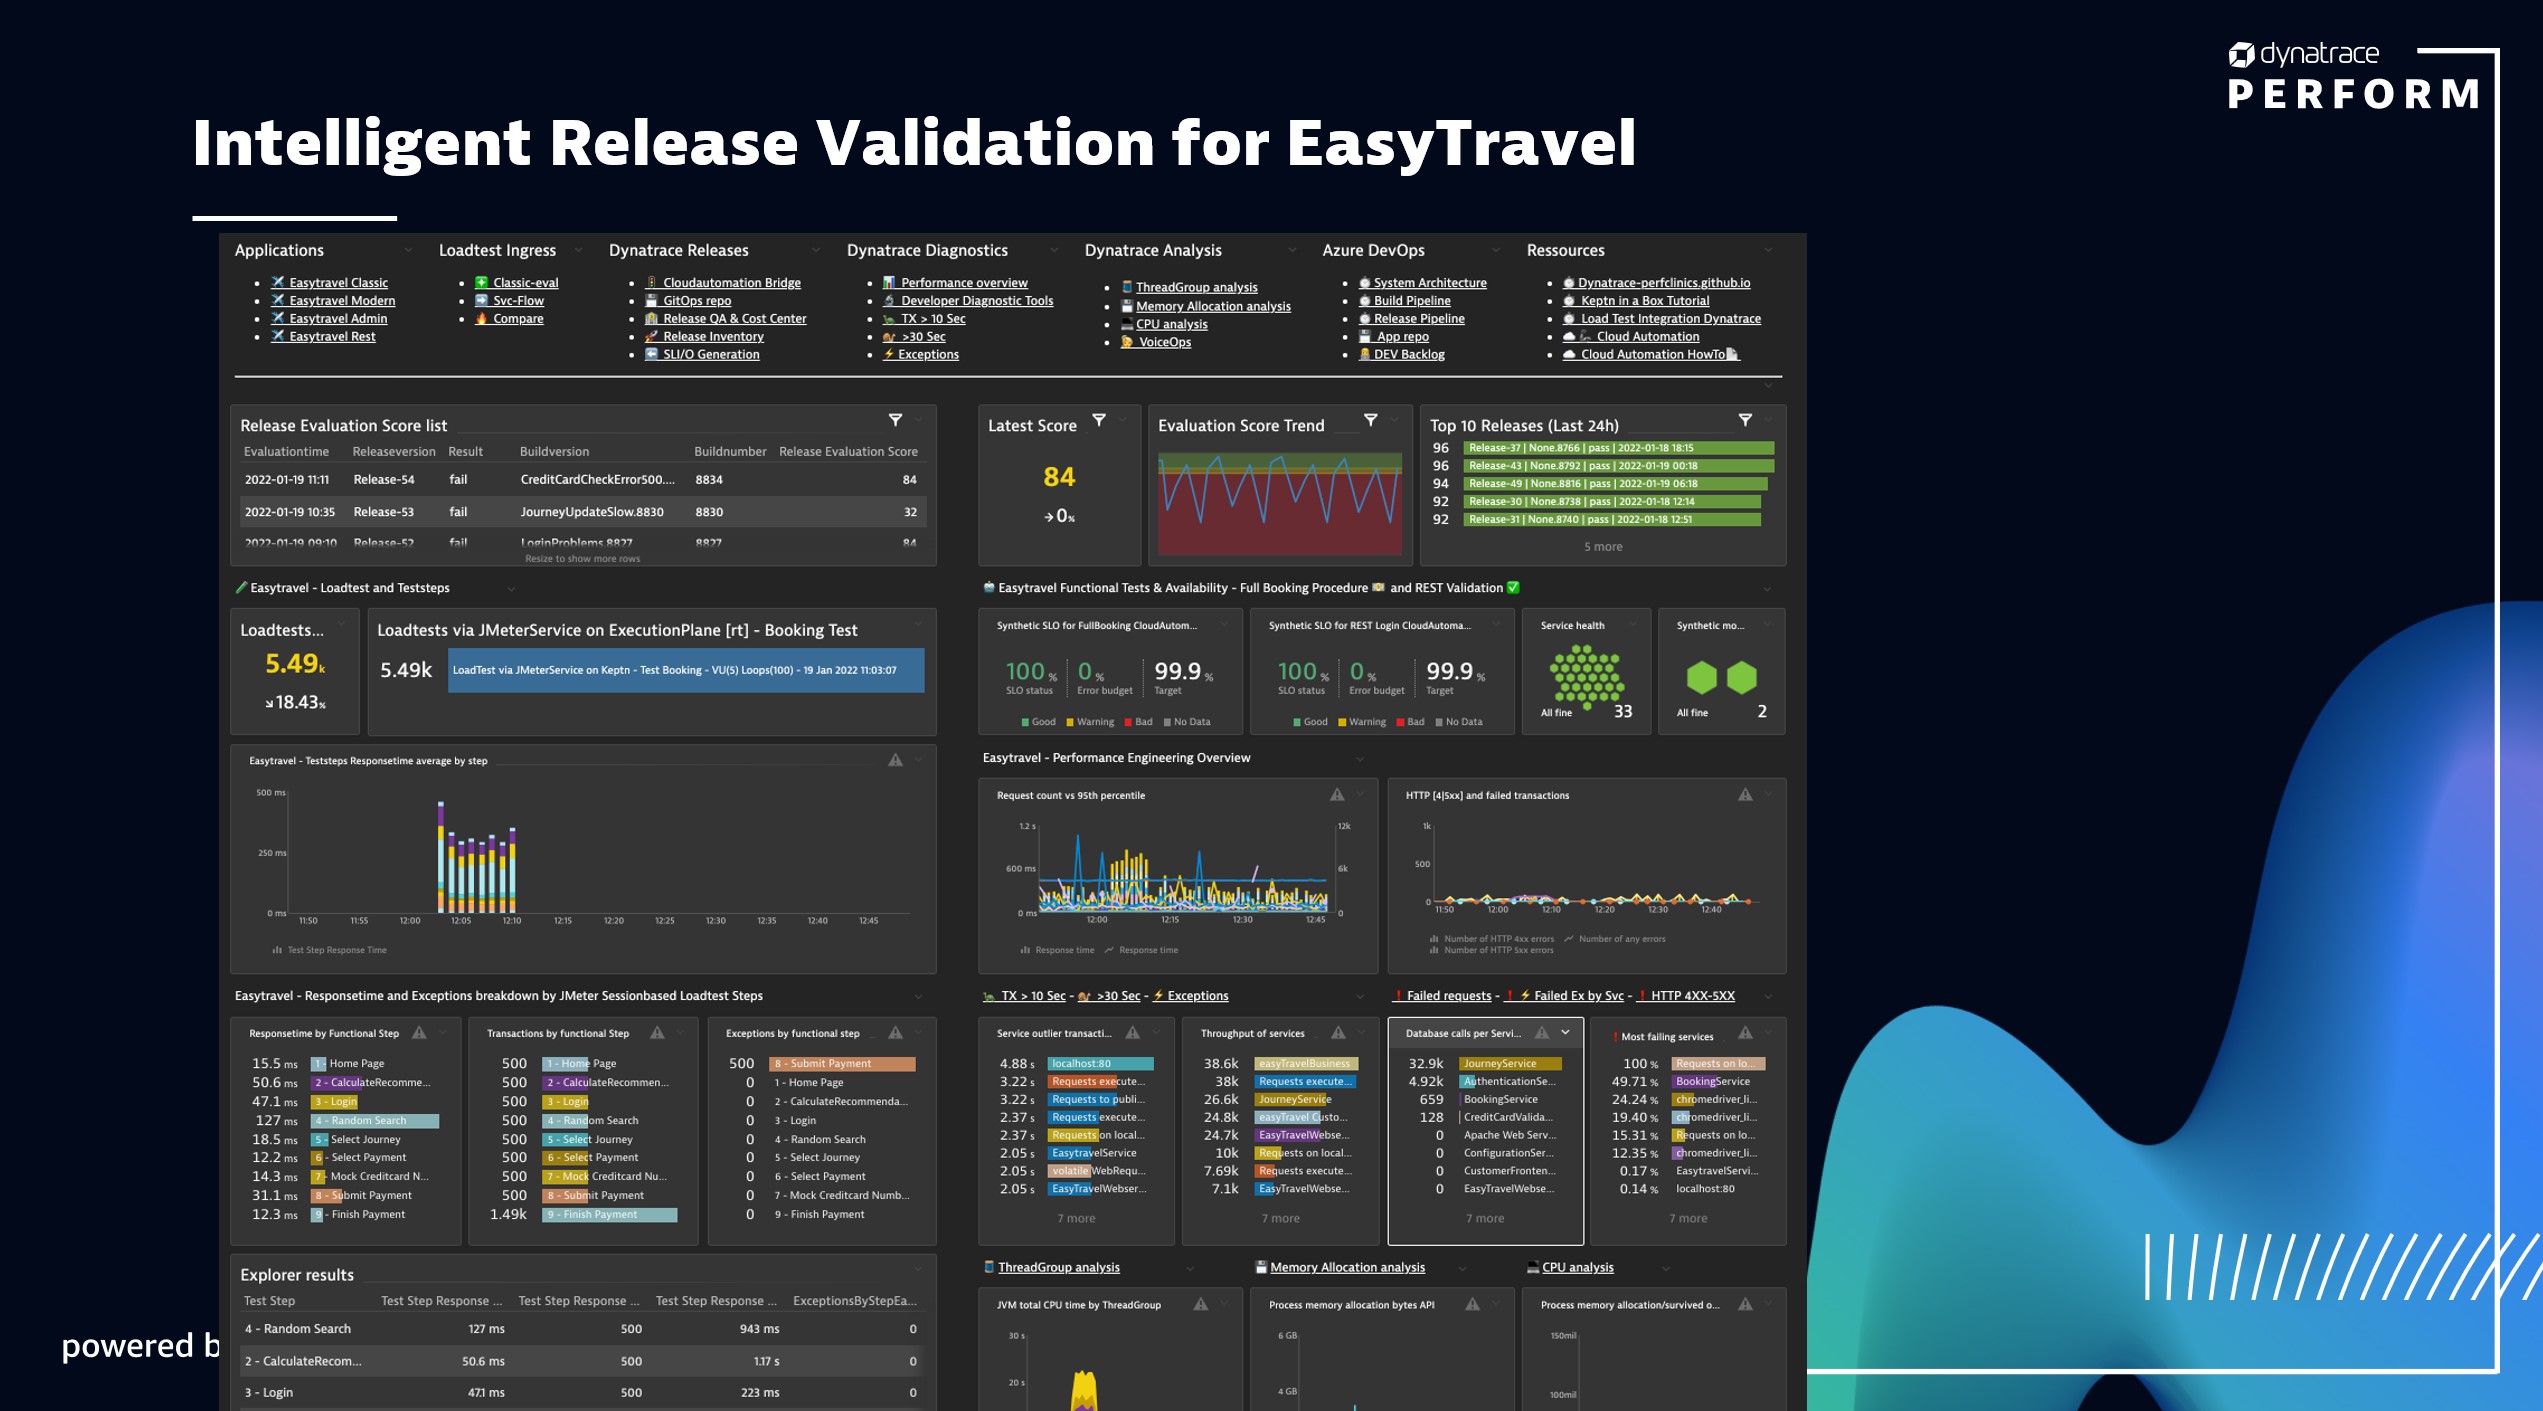 dynatrace
PERFORM
Intelligent Release Validation for EasyTravel
Applications
Easytravel Classic
Easytravel Modern
Easytravel Admin
Easytravel Rest
Loadtest Ingress
Classic-eval
Svc-Flow
Compare
Dynatrace Releases
Cloudautomation Bridge
GitOps repo
Release QA & Cost Center
Release Inventory
SLI/O Generation
Dynatrace Diagnostics
Performance overview
Developer Diagnostic Tools
TX > 10 Sec
>30 Sec
Exceptions
Dynatrace Analysis
ThreadGroup analysis
Memory Allocation analysis
CPU analysis
VoiceOps
Azure DevOps
System Architecture
Build Pipeline
Release Pipeline
App repo
DEV Backlog
Ressources
Dynatrace-perfclinics.github.io
Keptn in a Box Tutorial
Load Test Integration Dynatrace
Cloud Automation
Cloud Automation HowTo
Release Evaluation Score list
Evaluationtime Releaseversion Result Buildversion Buildnumber Release Evaluation Score
2022-01-19 11:11 Release-54 fail CreditCardCheckError500.... 8834 84
2022-01-19 10:35 Release-53 fail JourneyUpdateSlow.8830 8830 32
2022-01-19 09:10 Release-52 fail LoginProblems.8827 8827 84
Resize to show more rows
Latest Score
84
→0%
Evaluation Score Trend
Top 10 Releases (Last 24h)
96 Release-37 | None.8766 | pass | 2022-01-18 18:15
96 Release-43 | None.8792 | pass | 2022-01-19 00:18
94 Release-49 | None.8816 | pass | 2022-01-19 06:18
92 Release-30 | None.8738 | pass | 2022-01-18 12:14
92 Release-31 | None.8740 | pass | 2022-01-18 12:51
5 more
Easytravel - Loadtest and Teststeps
Loadtests...
5.49k
18.43%
Loadtests via JMeterService on ExecutionPlane [rt] - Booking Test
5.49k LoadTest via JMeterService on Keptn - Test Booking - VU(5) Loops(100) - 19 Jan 2022 11:03:07
Easytravel Functional Tests & Availability - Full Booking Procedure and REST Validation
Synthetic SLO for FullBooking CloudAutom...
100 % 0 % 99.9 %
SLO status Error budget Target
Good Warning Bad No Data
Synthetic SLO for REST Login CloudAutoma...
100 % 0 % 99.9 %
SLO status Error budget Target
Good Warning Bad No Data
Service health
All fine 33
Synthetic mo...
All fine 2
Easytravel - Teststeps Responsetime average by step
500 ms
250 ms
0 ms
11:50 11:55 12:00 12:05 12:10 12:15 12:20 12:25 12:30 12:35 12:40 12:45
Test Step Response Time
Easytravel - Performance Engineering Overview
Request count vs 95th percentile
1.2 s 12k
600 ms 6k
0 ms 0
12:00 12:15 12:30 12:45
Response time Response time
HTTP [4|5xx] and failed transactions
1k
500
0
11:50 12:00 12:10 12:20 12:30 12:40
Number of HTTP 4xx errors Number of any errors
Number of HTTP 5xx errors
Easytravel - Responsetime and Exceptions breakdown by JMeter Sessionbased Loadtest Steps
Responsetime by Functional Step
15.5 ms 1 - Home Page
50.6 ms 2 - CalculateRecomme...
47.1 ms 3 - Login
127 ms 4 - Random Search
18.5 ms 5 - Select Journey
12.2 ms 6 - Select Payment
14.3 ms 7 - Mock Creditcard N...
31.1 ms 8 - Submit Payment
12.3 ms 9 - Finish Payment
Transactions by functional Step
500 1 - Home Page
500 2 - CalculateRecommen...
500 3 - Login
500 4 - Random Search
500 5 - Select Journey
500 6 - Select Payment
500 7 - Mock Creditcard Nu...
500 8 - Submit Payment
1.49k 9 - Finish Payment
Exceptions by functional step
500 8 - Submit Payment
0 1 - Home Page
0 2 - CalculateRecommenda...
0 3 - Login
0 4 - Random Search
0 5 - Select Journey
0 6 - Select Payment
0 7 - Mock Creditcard Numb...
0 9 - Finish Payment
TX > 10 Sec - >30 Sec - Exceptions
Failed requests - Failed Ex by Svc - HTTP 4XX-5XX
Service outlier transacti...
4.88 s localhost:80
3.22 s Requests execute...
3.22 s Requests to publi...
2.37 s Requests execute...
2.37 s Requests on local...
2.05 s EasytravelService
2.05 s volatile WebRequ...
2.05 s EasyTravelWebser...
7 more
Throughput of services
38.6k easyTravelBusiness
38k Requests execute...
26.6k JourneyService
24.8k easyTravel Custo...
24.7k EasyTravelWebse...
10k Requests on local...
7.69k Requests execute...
7.1k EasyTravelWebse...
7 more
Database calls per Servi...
32.9k JourneyService
4.92k AuthenticationSe...
659 BookingService
128 CreditCardValida...
0 Apache Web Serv...
0 ConfigurationSer...
0 CustomerFronten...
0 EasyTravelWebse...
7 more
Most failing services
100 % Requests on lo...
49.71 % BookingService
24.24 % chromedriver_li...
19.40 % chromedriver_li...
15.31 % Requests on lo...
12.35 % chromedriver_li...
0.17 % EasytravelServi...
0.14 % localhost:80
7 more
Explorer results
Test Step Test Step Response ... Test Step Response ... Test Step Response ... ExceptionsByStepEa...
4 - Random Search 127 ms 500 943 ms 0
2 - CalculateRecom... 50.6 ms 500 1.17 s 0
3 - Login 47.1 ms 500 223 ms 0
ThreadGroup analysis
Memory Allocation analysis
CPU analysis
JVM total CPU time by ThreadGroup
30 s
20 s
Process memory allocation bytes API
6 GB
4 GB
Process memory allocation/survived o...
150mil
100mil
powered b